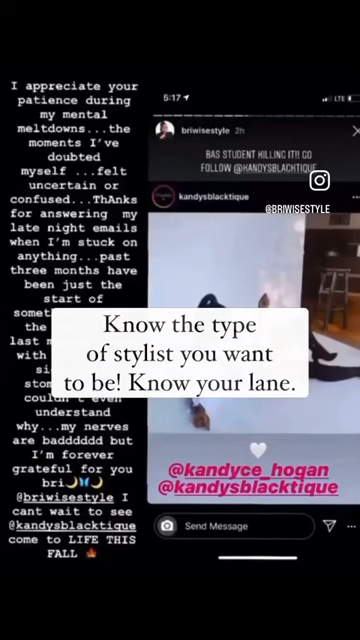 I appreciate your
patience during
my mental
meltdowns...the
moments I've
doubted
myself ...felt
uncertain or
confused...ThAnks
for answering my
late night emails
when I'm stuck on
anything...past
three months have
been just the
start of
the
last
with
couldn't even
understand
why...my nerves
are badddddd but
I'm forever
grateful for you
bri🌙🦋🌙
@briwisestyle I
cant wait to see
@kandysblacktique
come to LIFE THIS
FALL 🍁
5:17
LTE
briwisestyle 2h
BAS STUDENT KILLING IT!! GO
FOLLOW @KANDYSBLACKTIQUE
@BRIWISESTYLE
kandysblacktique
Know the type
of stylist you want
to be! Know your lane.
@kandyce_hogan
@kandysblacktique
Send Message